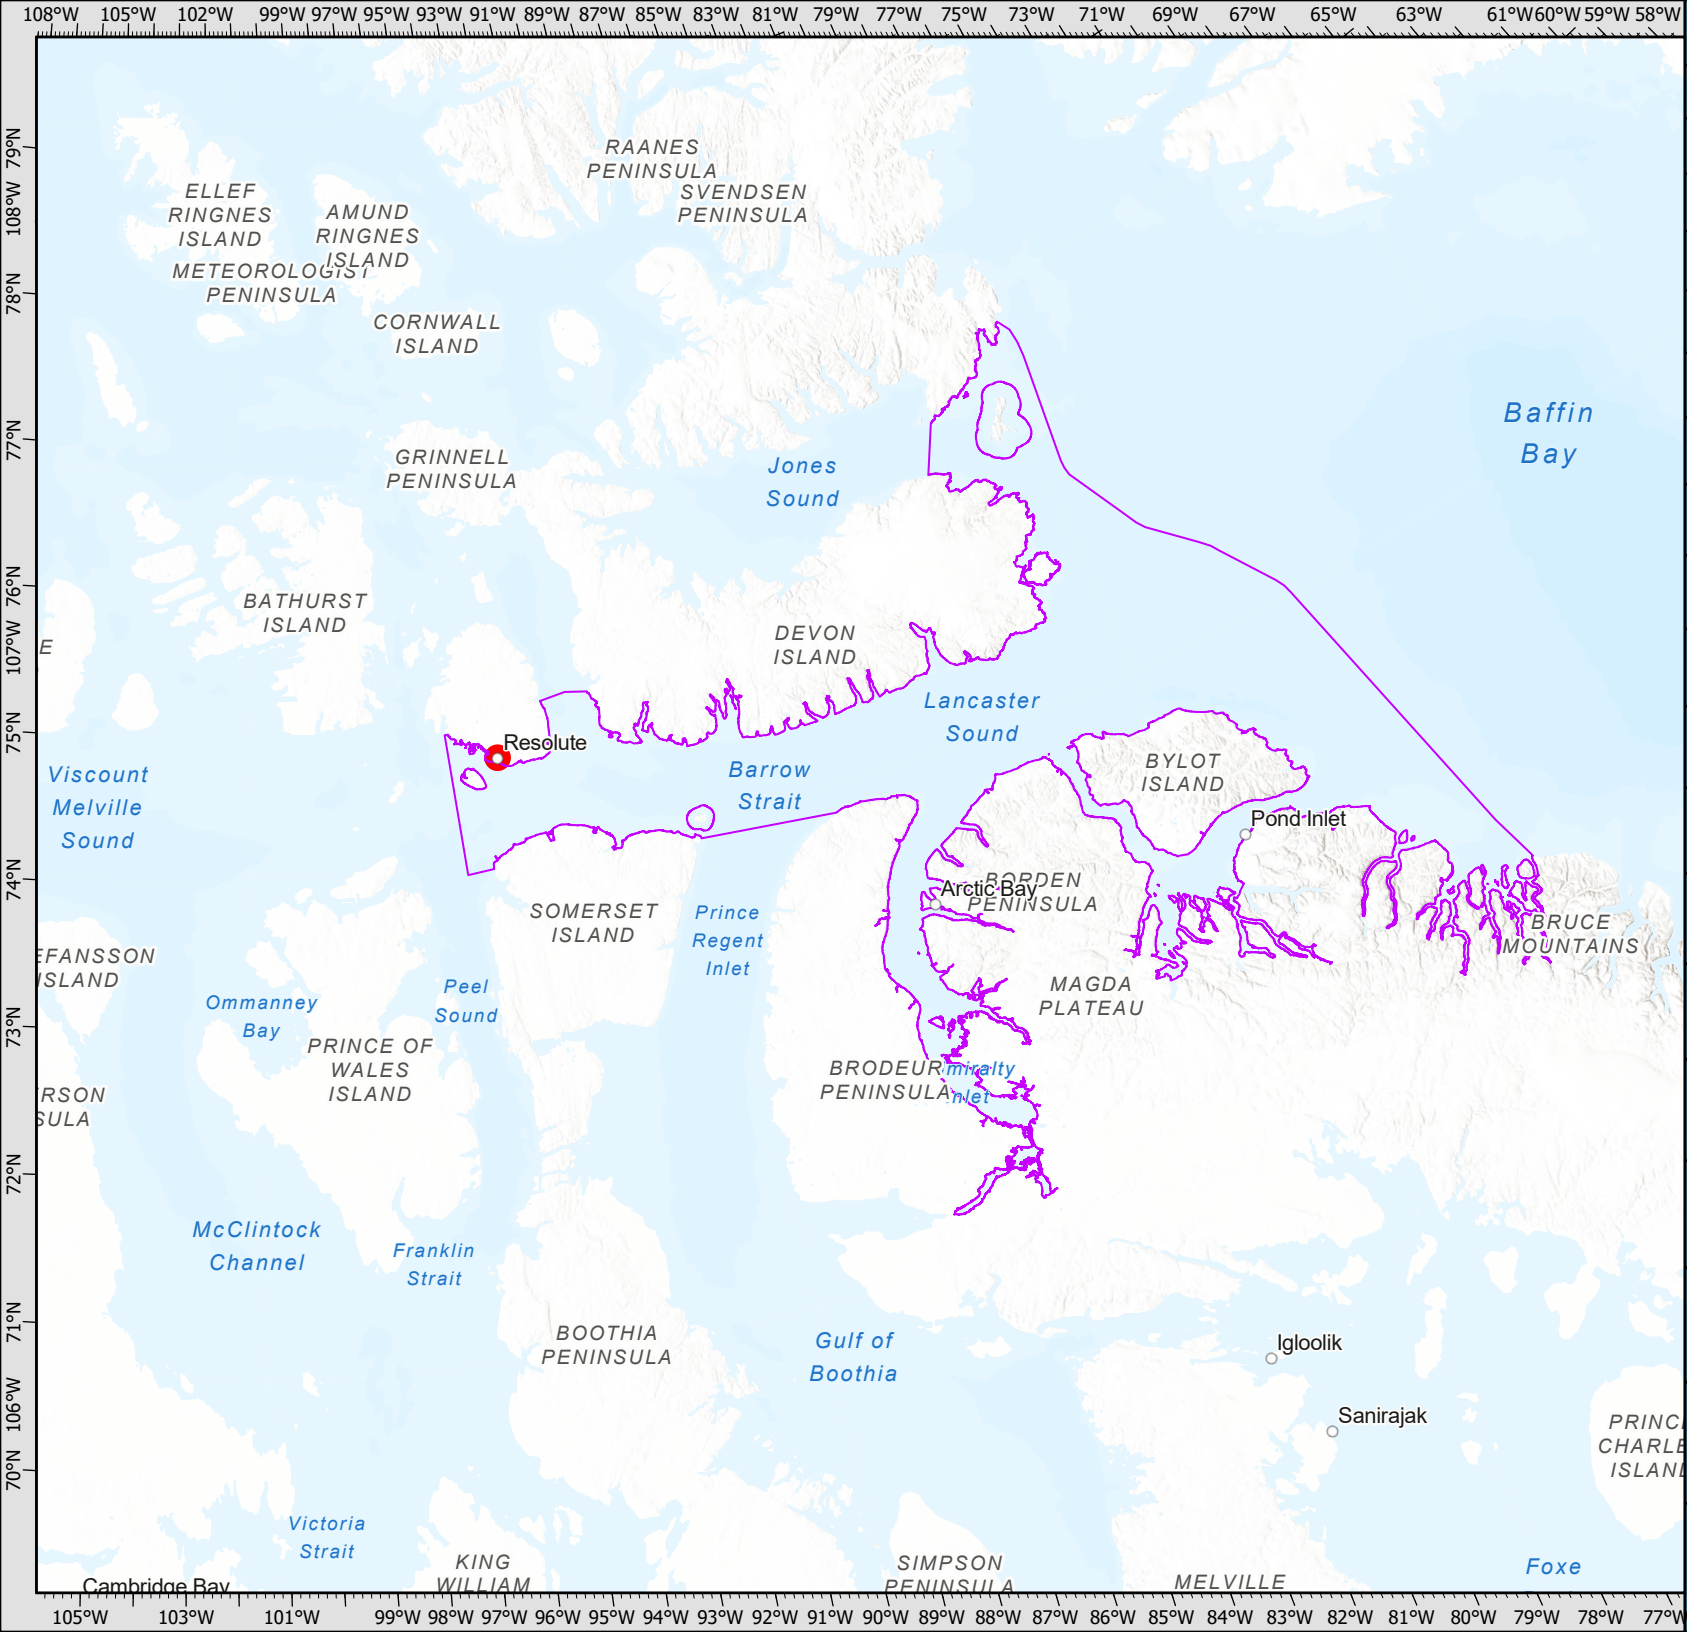 108°W 105°W 102°W 99°W 97°W 95°W 93°W 91°W 89°W 87°W 85°W 83°W 81°W 79°W 77°W 75°W 73°W 71°W 69°W 67°W 65°W 63°W 61°W 60°W 59°W 58°W
79°N
108°W
78°N
77°N
76°N
107°W
75°N
74°N
73°N
72°N
71°N
106°W
70°N
RAANES
PENINSULA
SVENDSEN
PENINSULA
ELLEF
RINGNES
ISLAND
AMUND
RINGNES
ISLAND
METEOROLOGIST
PENINSULA
CORNWALL
ISLAND
GRINNELL
PENINSULA
Jones
Sound
Baffin
Bay
BATHURST
ISLAND
E
DEVON
ISLAND
Lancaster
Sound
Resolute
Viscount
Melville
Sound
Barrow
Strait
BYLOT
ISLAND
Pond Inlet
BORDEN
PENINSULA
Arctic Bay
SOMERSET
ISLAND
Prince
Regent
Inlet
BRUCE
MOUNTAINS
EFANSSON
ISLAND
Ommanney
Bay
Peel
Sound
MAGDA
PLATEAU
PRINCE OF
WALES
ISLAND
BRODEUR
PENINSULA
miralty
nlet
RSON
SULA
McClintock
Channel
Franklin
Strait
BOOTHIA
PENINSULA
Gulf of
Boothia
Igloolik
Sanirajak
PRINC
CHARLE
ISLAN
Victoria
Strait
KING
WILLIAM
SIMPSON
PENINSULA
MELVILLE
Foxe
Cambridge Bay
105°W 103°W 101°W 99°W 98°W 97°W 96°W 95°W 94°W 93°W 92°W 91°W 90°W 89°W 88°W 87°W 86°W 85°W 84°W 83°W 82°W 81°W 80°W 79°W 78°W 77°W